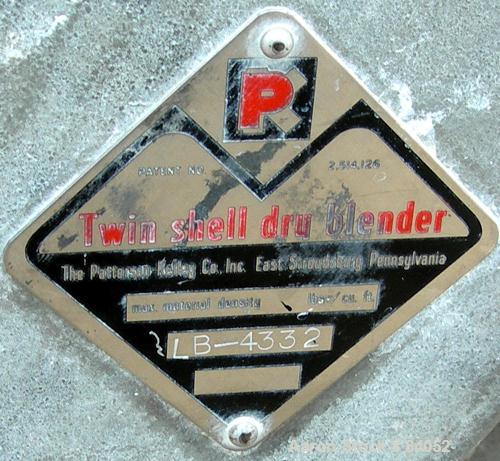 P
PATENT NO. 2,514,126
Twin shell dry blender
The Patterson Kelley Co. Inc. East Stroudsburg Pennsylvania
max. material density lbs./cu. ft.
LB-4332